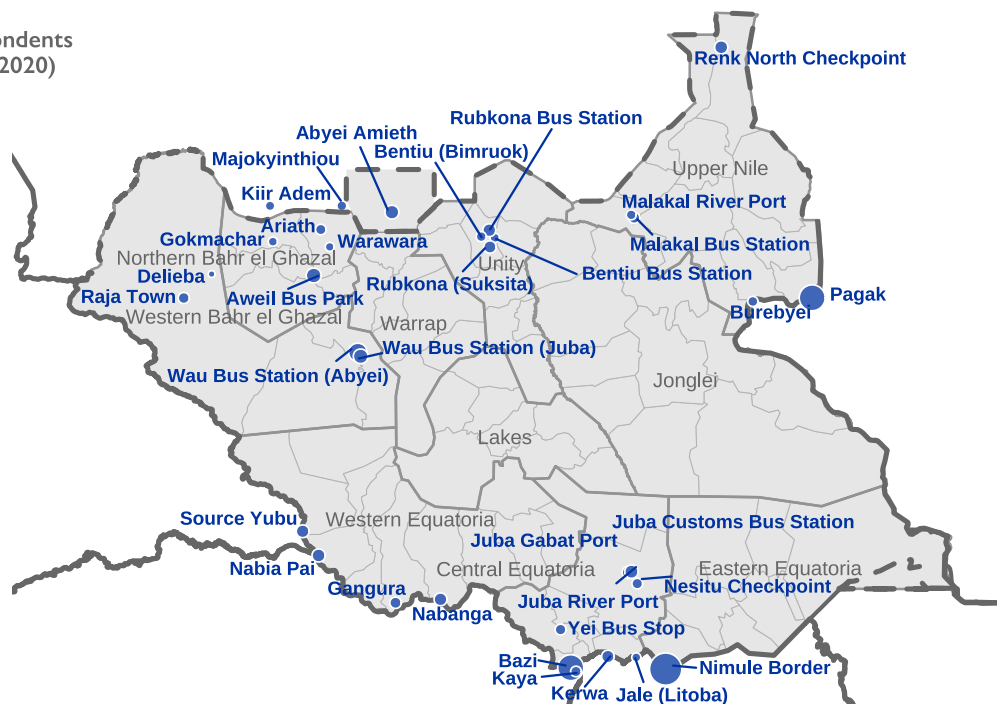 2020)
Renk North Checkpoint
Rubkona Bus Station
Abyei Amieth
Bentiu (Bimruok)
Majokyinthiou
Upper Nile
Kiir Adem
Malakal River Port
Ariath
Gokmachar
Warawara
Malakal Bus Station
Northern Bahr el Ghazal
Unity
Delieba
Bentiu Bus Station
Rubkona (Suksita)
Raja Town
Aweil Bus Park
Pagak
Burebyei
Western Bahr el Ghazal
Warrap
Wau Bus Station (Juba)
Wau Bus Station (Abyei)
Jonglei
Lakes
Source Yubu
Western Equatoria
Juba Customs Bus Station
Juba Gabat Port
Nabia Pai
Central Equatoria
Eastern Equatoria
Gangura
Nesitu Checkpoint
Juba River Port
Nabanga
Yei Bus Stop
Bazi
Nimule Border
Kaya
Kerwa
Jale (Litoba)